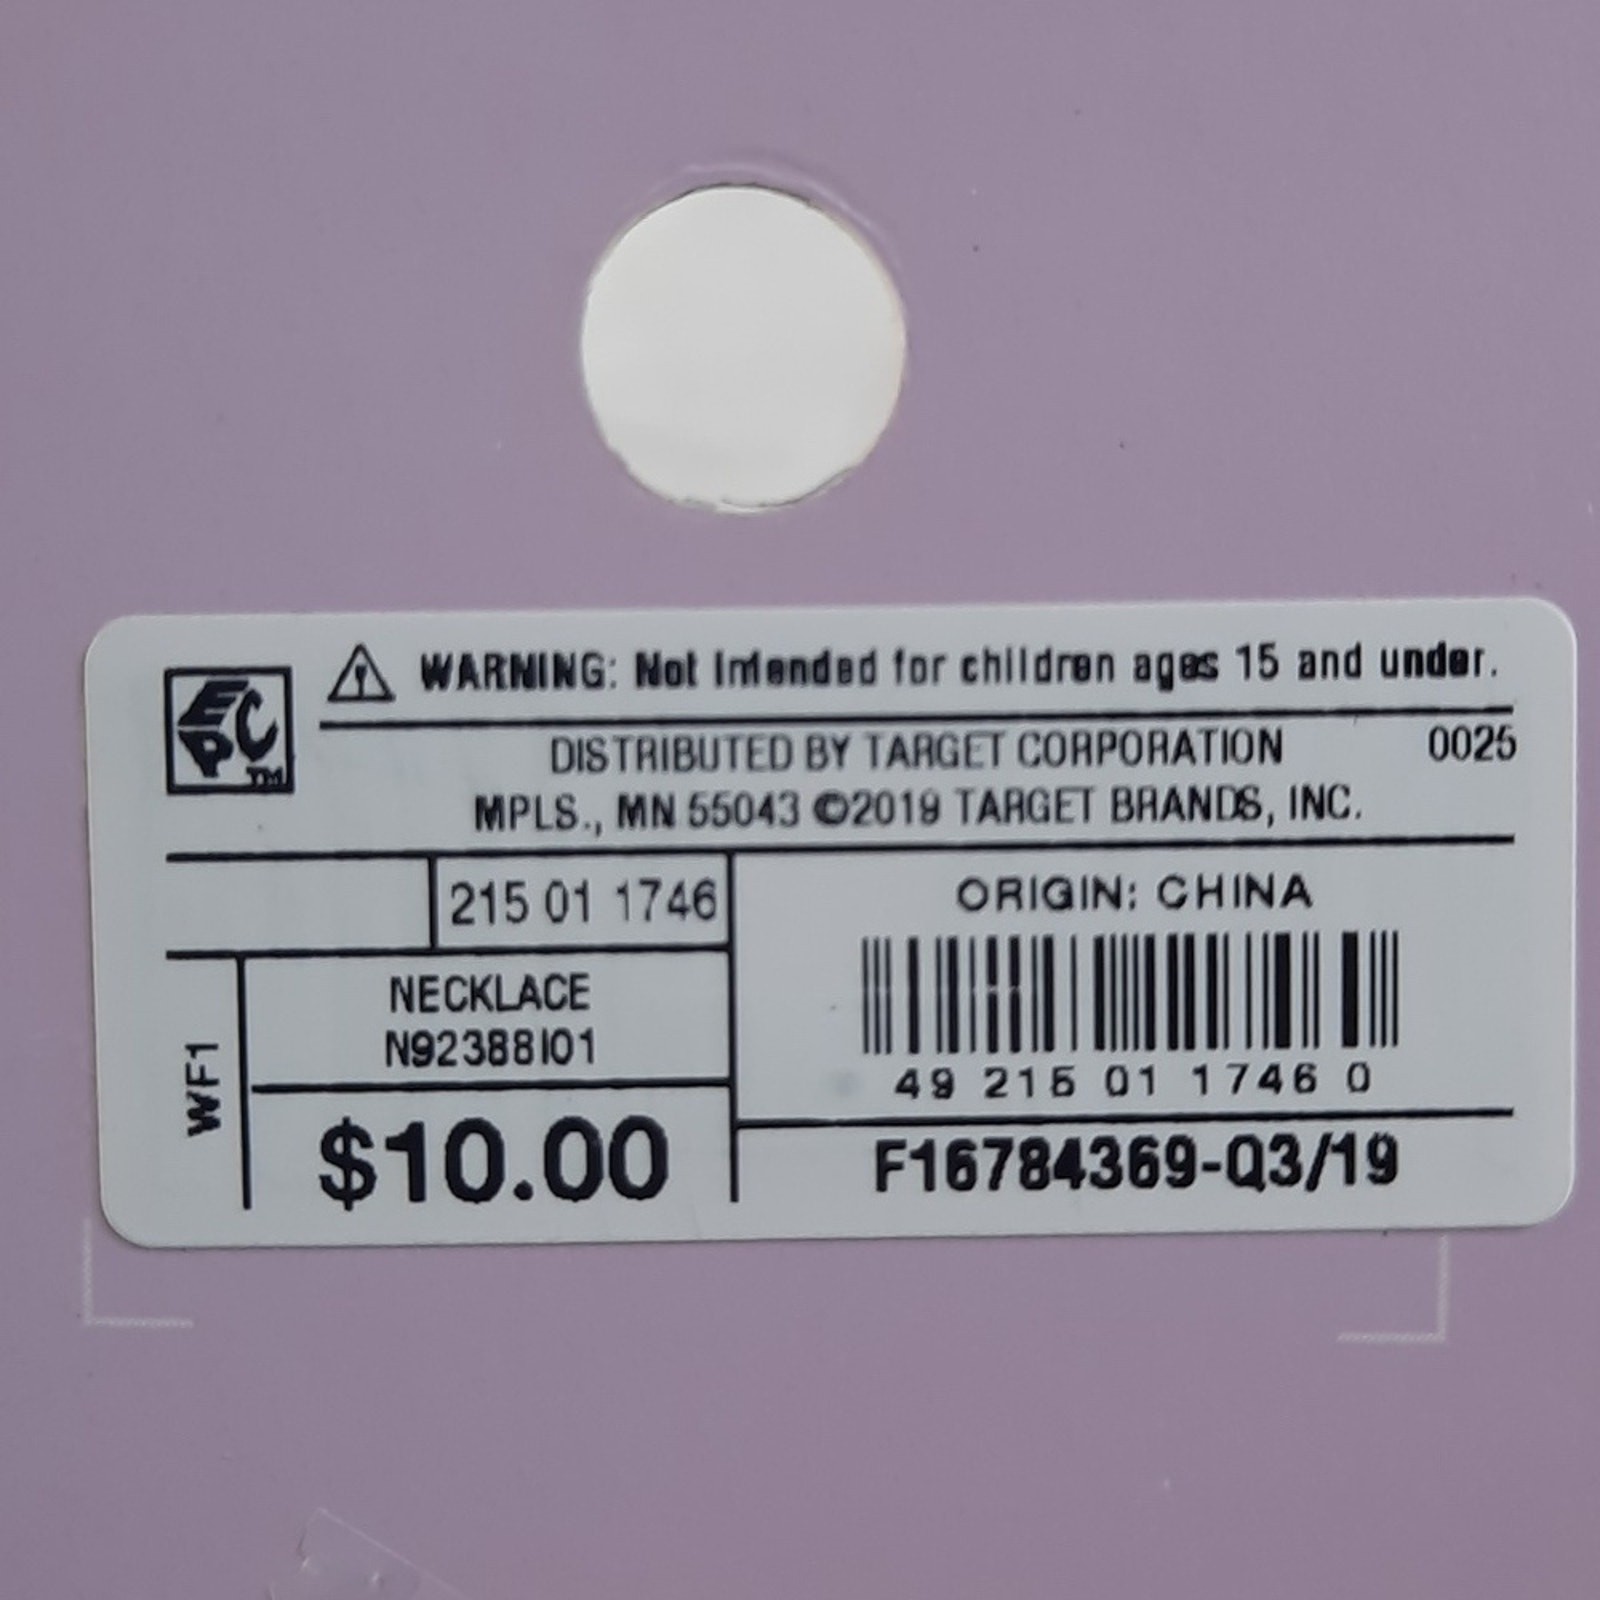 EPC™
WARNING: Not Intended for children ages 15 and under.
DISTRIBUTED BY TARGET CORPORATION 0025
MPLS., MN 55043 ©2019 TARGET BRANDS, INC.
215 01 1746
ORIGIN: CHINA
NECKLACE
N92388I01
49 215 01 1746 0
WF1
$10.00
F16784369-Q3/19